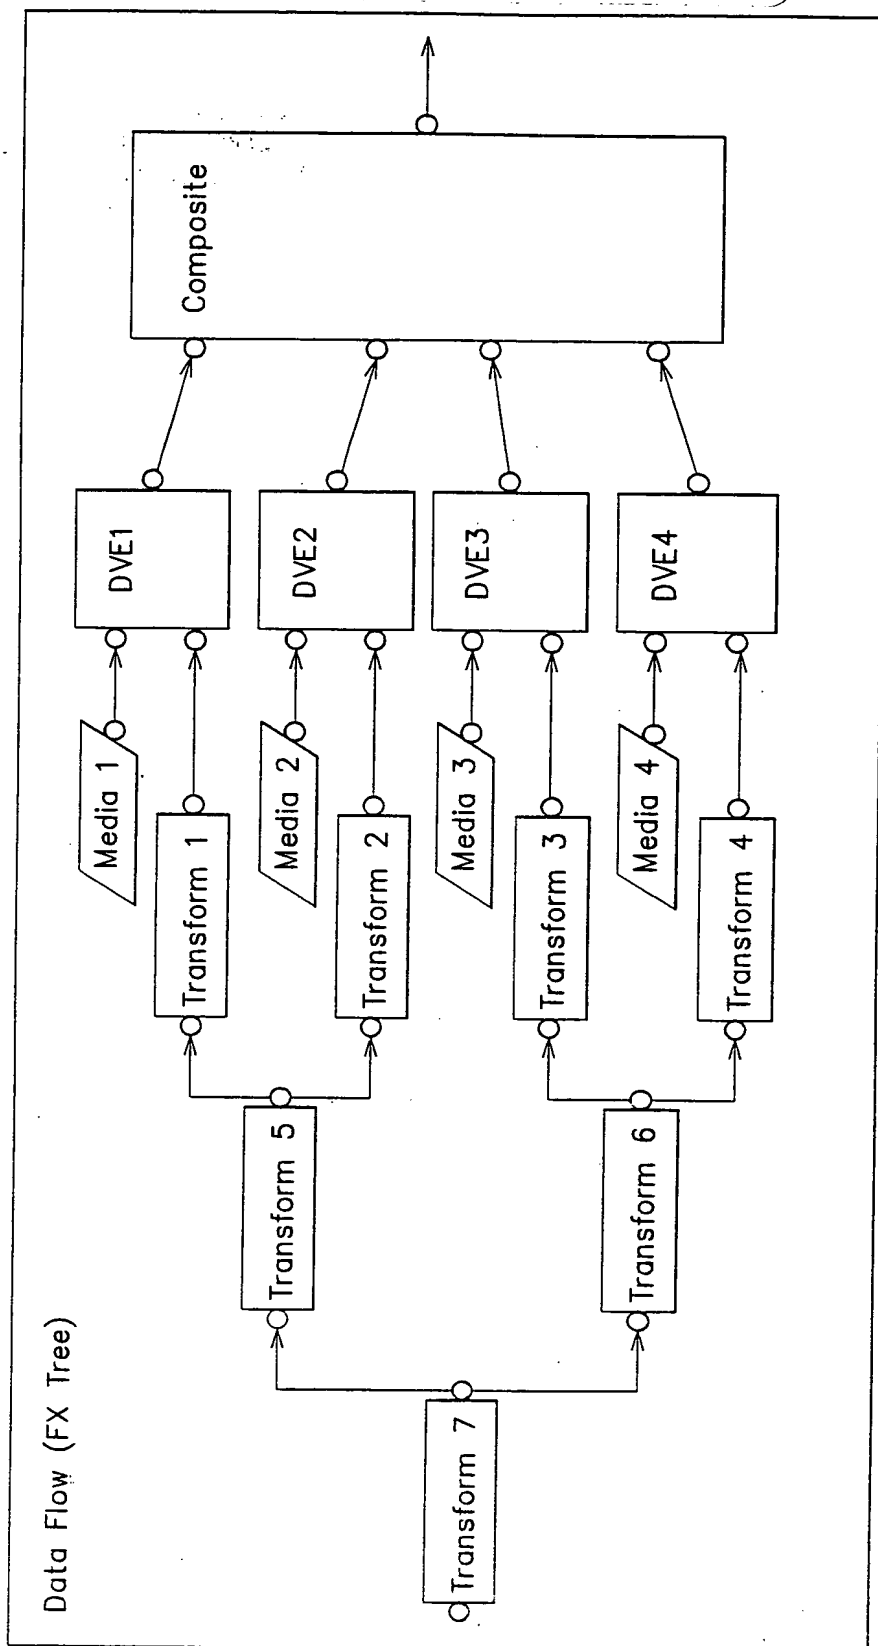 Data Flow (FX Tree)
Transform 7
Transform 5
Transform 6
Transform 1
Transform 2
Transform 3
Transform 4
Media 1
Media 2
Media 3
Media 4
DVE1
DVE2
DVE3
DVE4
Composite